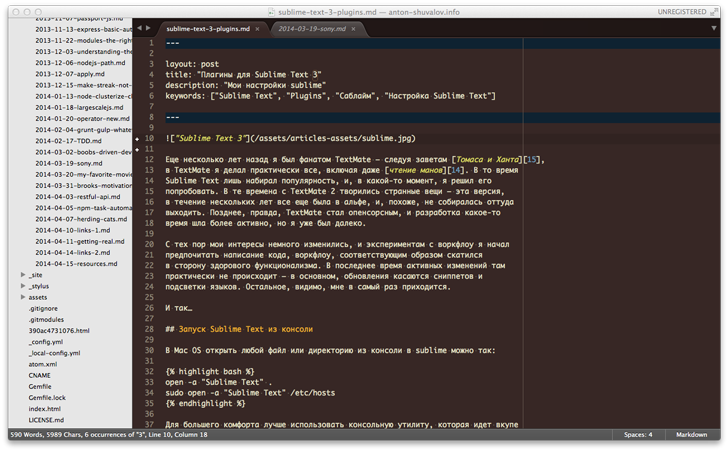 sublime-text-3-plugins.md — anton-shuvalov.info
UNREGISTERED
2013-11-07-passport-js.md
2013-11-13-express-basic-aut
2013-11-22-modules-the-right
2013-12-03-understanding-the
2013-12-06-nodejs-path.md
2013-12-07-apply.md
2013-12-15-make-streak-not-
2014-01-13-node-clusterize-cl
2014-01-18-largescalejs.md
2014-01-20-operator-new.md
2014-02-04-grunt-gulp-whate
2014-02-17-TDD.md
2014-03-02-boobs-driven-dev
2014-03-19-sony.md
2014-03-20-my-favorite-movie
2014-03-31-brooks-motivation
2014-04-03-restful-api.md
2014-04-05-npm-task-automat
2014-04-07-herding-cats.md
2014-04-10-links-1.md
2014-04-11-getting-real.md
2014-04-14-links-2.md
2014-04-15-resources.md
_site
_stylus
assets
.gitignore
.gitmodules
390ac4731076.html
_config.yml
_local-config.yml
atom.xml
CNAME
Gemfile
Gemfile.lock
index.html
LICENSE.md
sublime-text-3-plugins.md ×
2014-03-19-sony.md ×
1 ---
2
3 layout: post
4 title: "Плагины для Sublime Text 3"
5 description: "Мои настройки sublime"
6 keywords: ["Sublime Text", "Plugins", "Саблайм", "Настройка Sublime Text"]
7
8 ---
9
10 !["Sublime Text 3"](/assets/articles-assets/sublime.jpg)
11
12 Еще несколько лет назад я был фанатом TextMate — следуя заветам [Томаса и Ханта][15],
13 в TextMate я делал практически все, включая даже [чтение манов][14]. В то время
14 Sublime Text лишь набирал популярность, и, в какой-то момент, я решил его
15 попробовать. В те времена с TextMate 2 творились странные вещи — эта версия,
16 в течение нескольких лет все еще была в альфе, и, похоже, не собиралась оттуда
17 выходить. Позднее, правда, TextMate стал опенсорсным, и разработка какое-то
18 время шла более активно, но я уже был далеко.
19
20 С тех пор мои интересы немного изменились, и экспериментам с воркфлоу я начал
21 предпочитать написание кода, воркфлоу, соответствующим образом скатился
22 в сторону здорового функционализма. В последнее время активных изменений там
23 практически не происходит — в основном, обновления касаются сниппетов и
24 подсветки языков. Остальное, видимо, мне в самый раз приходится.
25
26 И так…
27
28 ## Запуск Sublime Text из консоли
29
30 В Mac OS открыть любой файл или директорию из консоли в sublime можно так:
31
32 {% highlight bash %}
33 open -a "Sublime Text" .
34 sudo open -a "Sublime Text" /etc/hosts
35 {% endhighlight %}
36
37 Для большего комфорта лучше использовать консольную утилиту, которая идет вкупе
590 Words, 5989 Chars, 6 occurrences of "3", Line 10, Column 18
Spaces: 4
Markdown